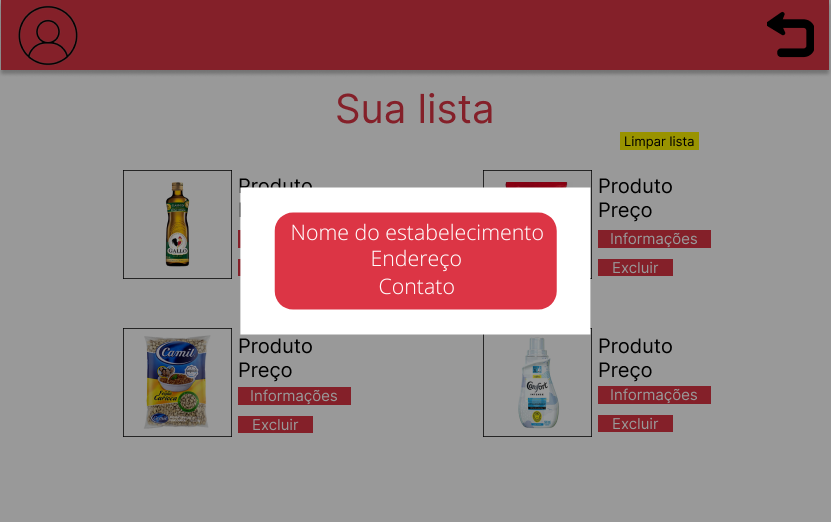 Sua lista
Limpar lista
Produto
Produto
Preço
Informações
Excluir
GALLO
Nome do estabelecimento
Endereço
Contato
Produto
Preço
Informações
Excluir
Camil
Feijão
Carioca
Produto
Preço
Informações
Excluir
Comfort